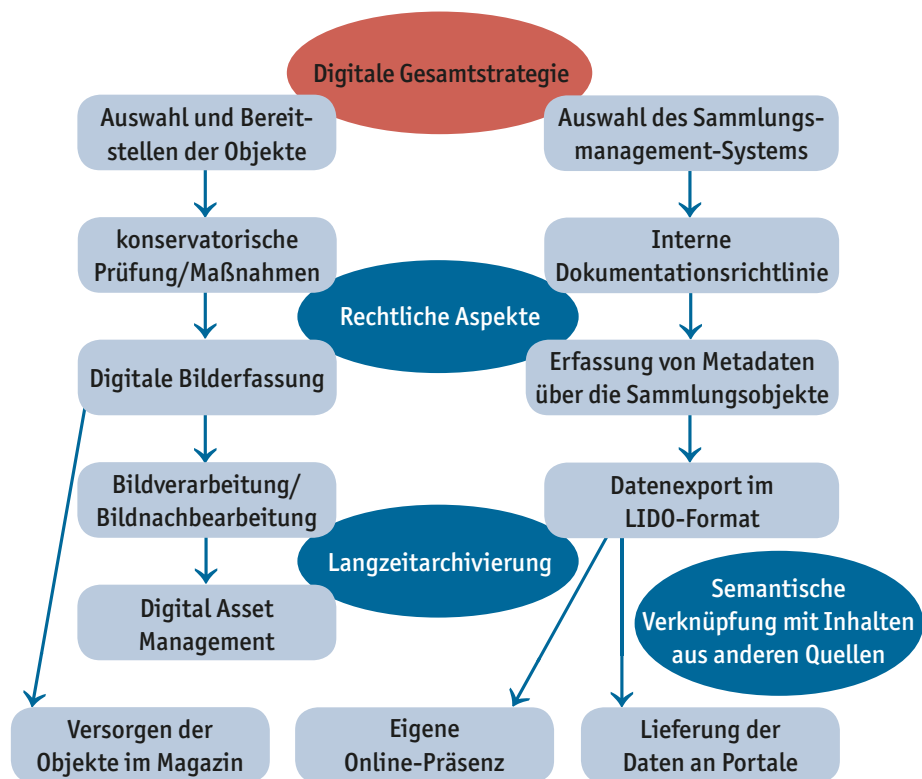 Digitale Gesamtstrategie
Auswahl und Bereit-
stellen der Objekte
Auswahl des Sammlungs-
management-Systems
konservatorische
Prüfung/Maßnahmen
Interne
Dokumentationsrichtlinie
Rechtliche Aspekte
Digitale Bilderfassung
Erfassung von Metadaten
über die Sammlungsobjekte
Bildverarbeitung/
Bildnachbearbeitung
Datenexport im
LIDO-Format
Langzeitarchivierung
Digital Asset
Management
Semantische
Verknüpfung mit Inhalten
aus anderen Quellen
Versorgen der
Objekte im Magazin
Eigene
Online-Präsenz
Lieferung der
Daten an Portale